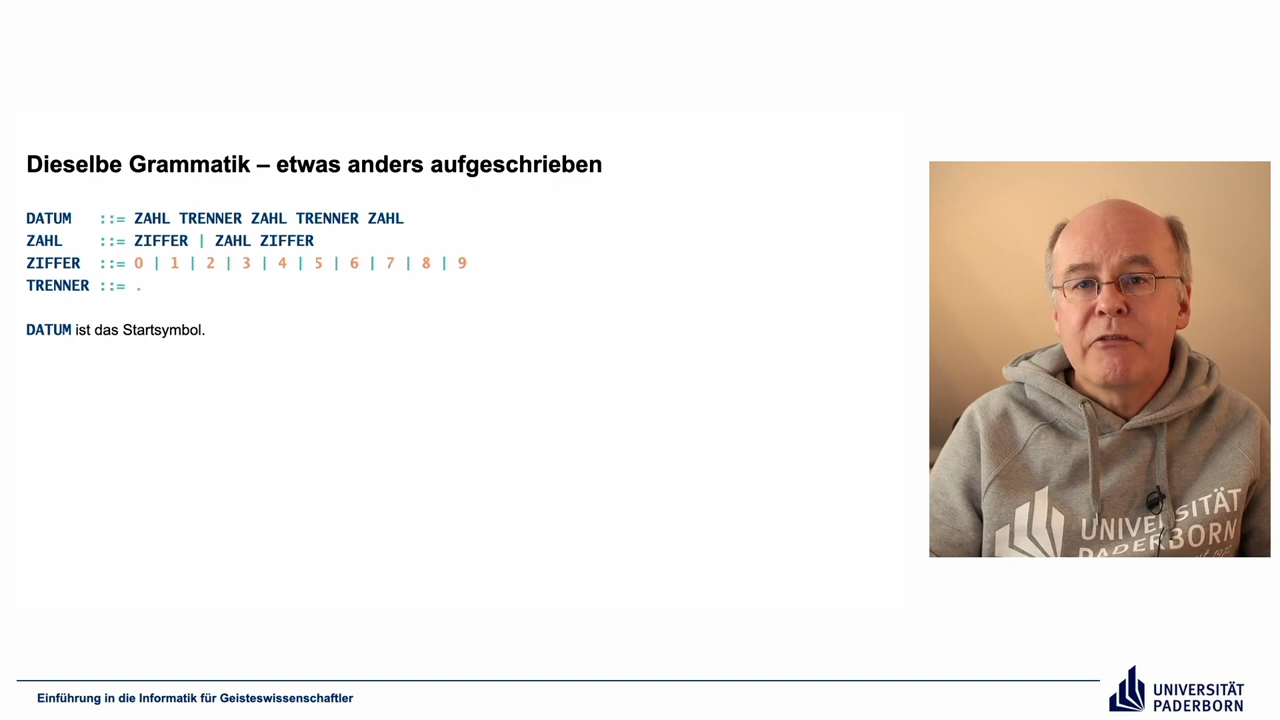 Dieselbe Grammatik – etwas anders aufgeschrieben
DATUM ::= ZAHL TRENNER ZAHL TRENNER ZAHL
ZAHL ::= ZIFFER | ZAHL ZIFFER
ZIFFER ::= 0 | 1 | 2 | 3 | 4 | 5 | 6 | 7 | 8 | 9
TRENNER ::= .
DATUM ist das Startsymbol.
UNIVERSITÄT
PADERBORN
Einführung in die Informatik für Geisteswissenschaftler
UNIVERSITÄT
PADERBORN